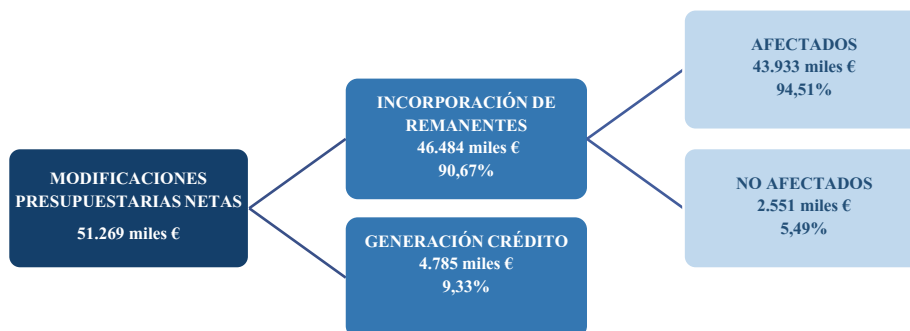 MODIFICACIONES
PRESUPUESTARIAS NETAS
51.269 miles €
INCORPORACIÓN DE
REMANENTES
46.484 miles €
90,67%
GENERACIÓN CRÉDITO
4.785 miles €
9,33%
AFECTADOS
43.933 miles €
94,51%
NO AFECTADOS
2.551 miles €
5,49%